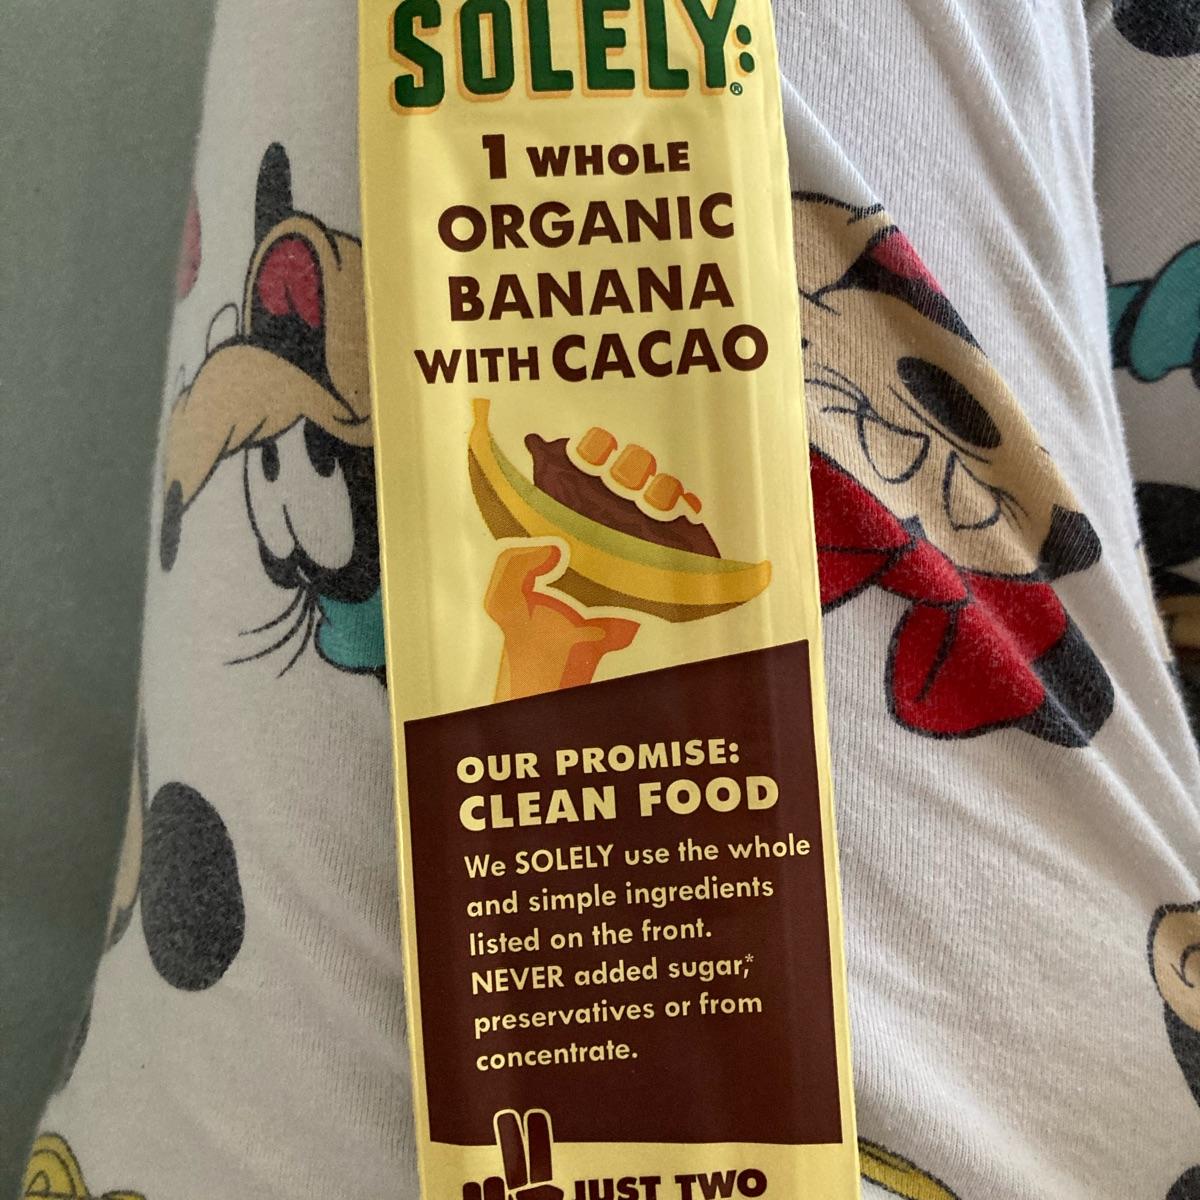 SOLELY:®
1 WHOLE
ORGANIC
BANANA
WITH CACAO
OUR PROMISE:
CLEAN FOOD
We SOLELY use the whole
and simple ingredients
listed on the front.
NEVER added sugar,*
preservatives or from
concentrate.
JUST TWO